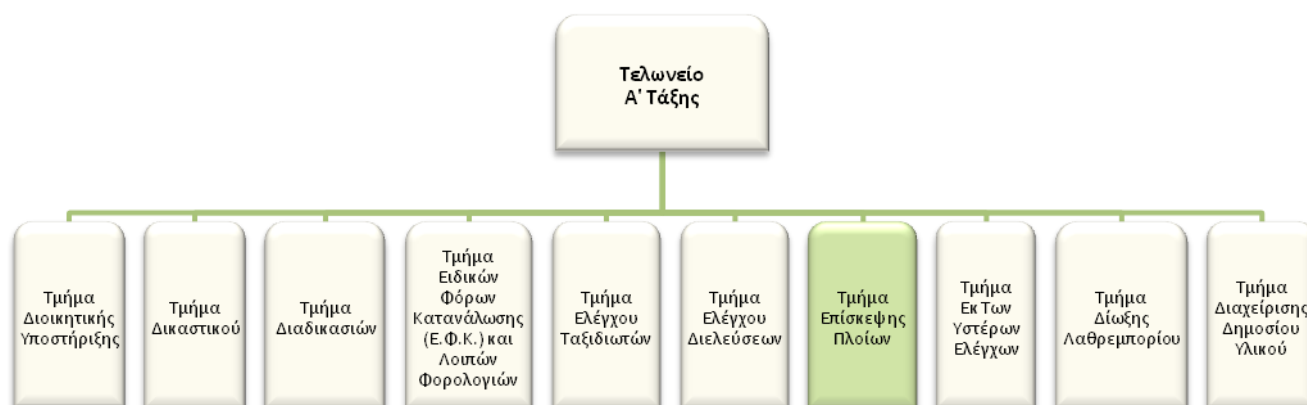 Τελωνείο
Α' Τάξης
Τμήμα
Διοικητικής
Υποστήριξης
Τμήμα
Δικαστικού
Τμήμα
Διαδικασιών
Τμήμα
Ειδικών
Φόρων
Κατανάλωσης
(Ε.Φ.Κ.) και
Λοιπών
Φορολογιών
Τμήμα
Ελέγχου
Ταξιδιωτών
Τμήμα
Ελέγχου
Διελεύσεων
Τμήμα
Επίσκεψης
Πλοίων
Τμήμα
Εκ Των
Υστέρων
Ελέγχων
Τμήμα
Δίωξης
Λαθρεμπορίου
Τμήμα
Διαχείρισης
Δημοσίου
Υλικού